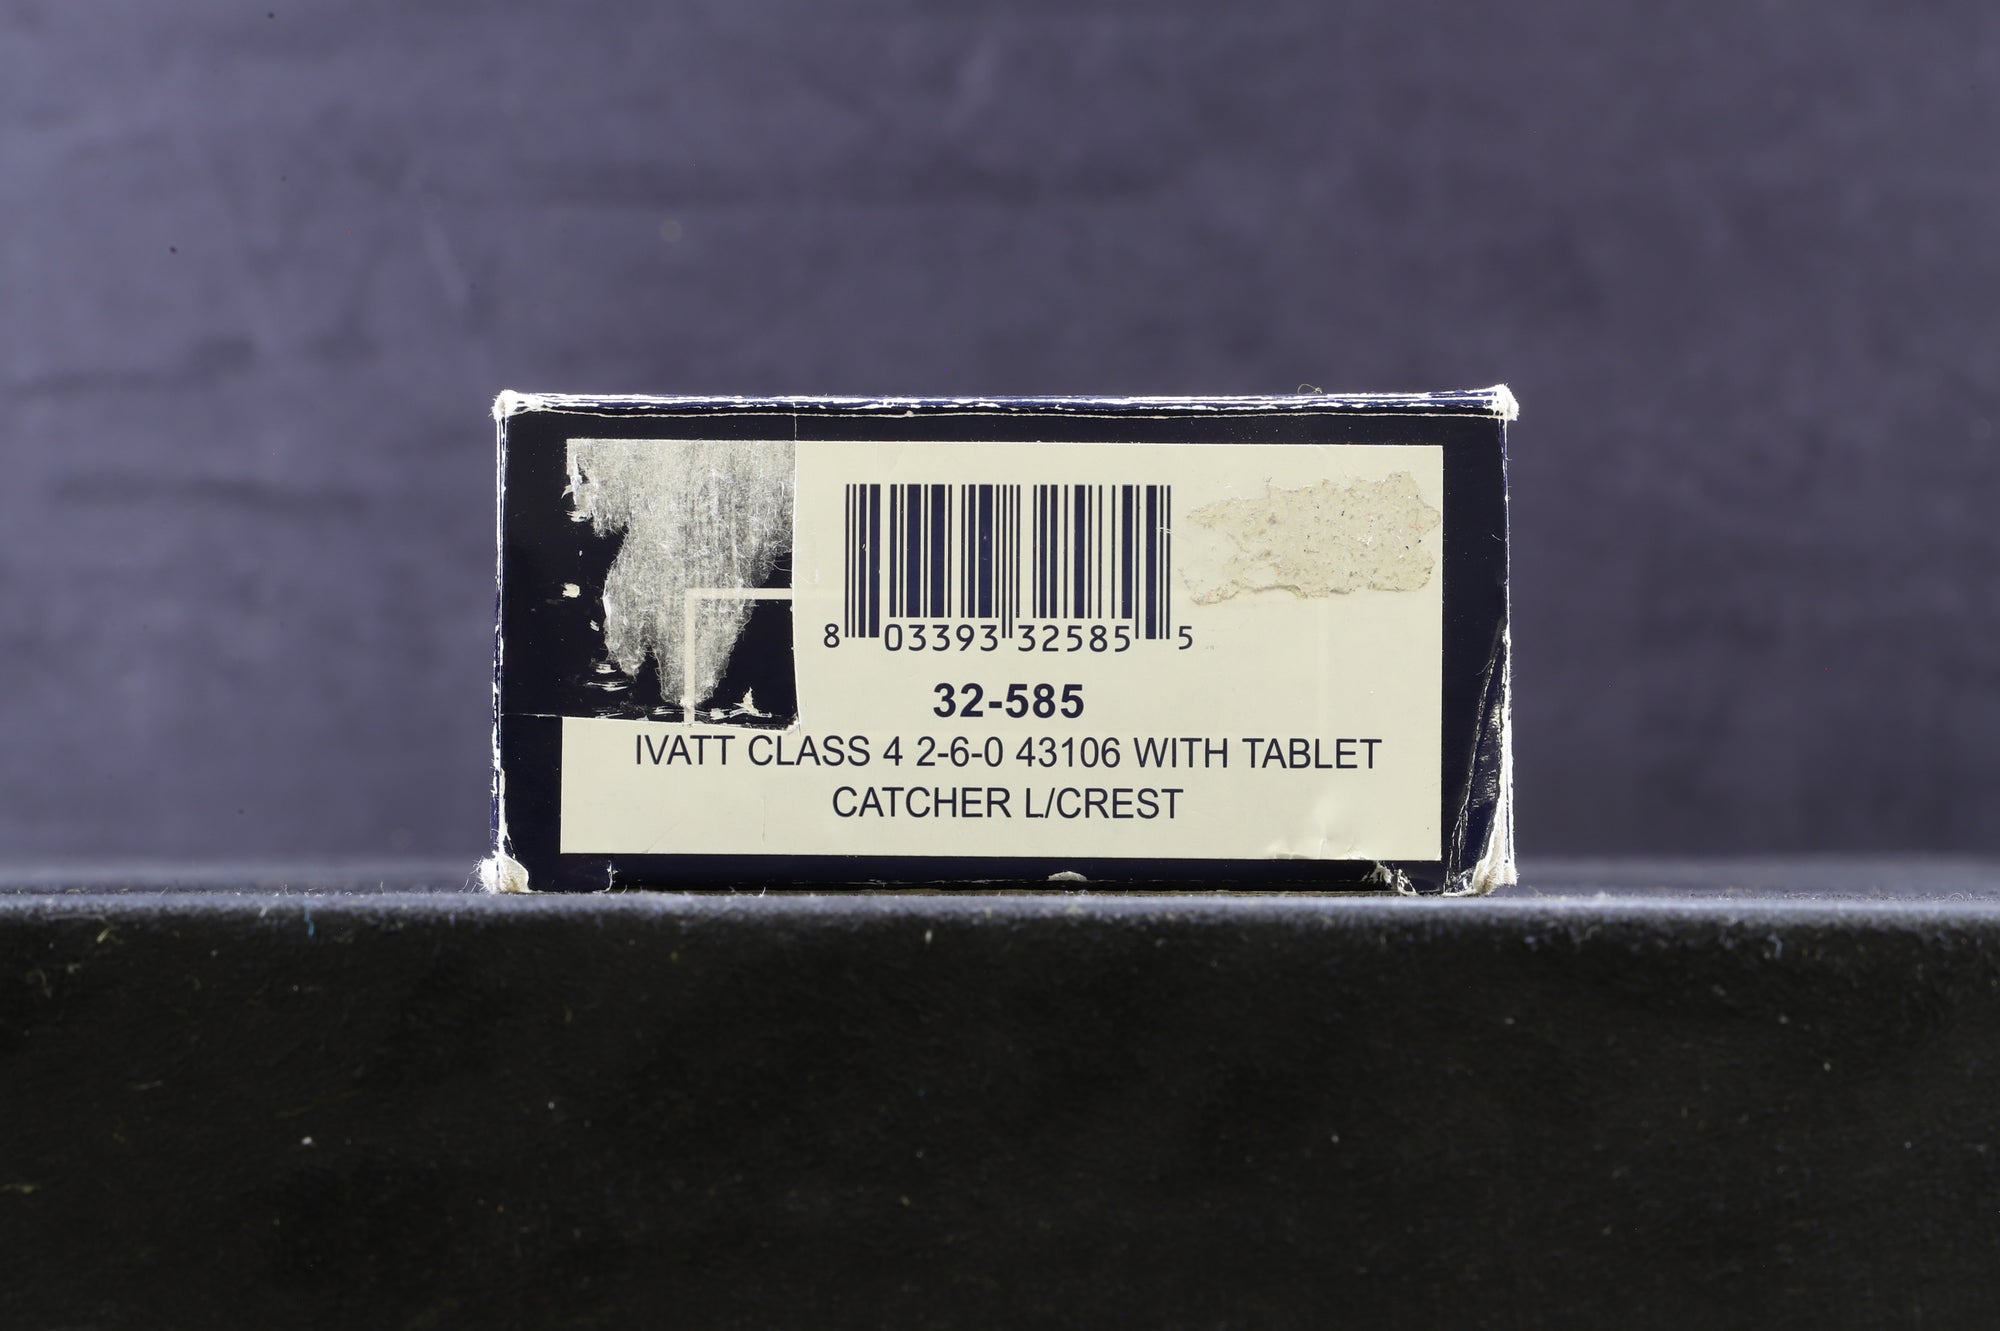 8 03393 32585 5
32-585
IVATT CLASS 4 2-6-0 43106 WITH TABLET
CATCHER L/CREST